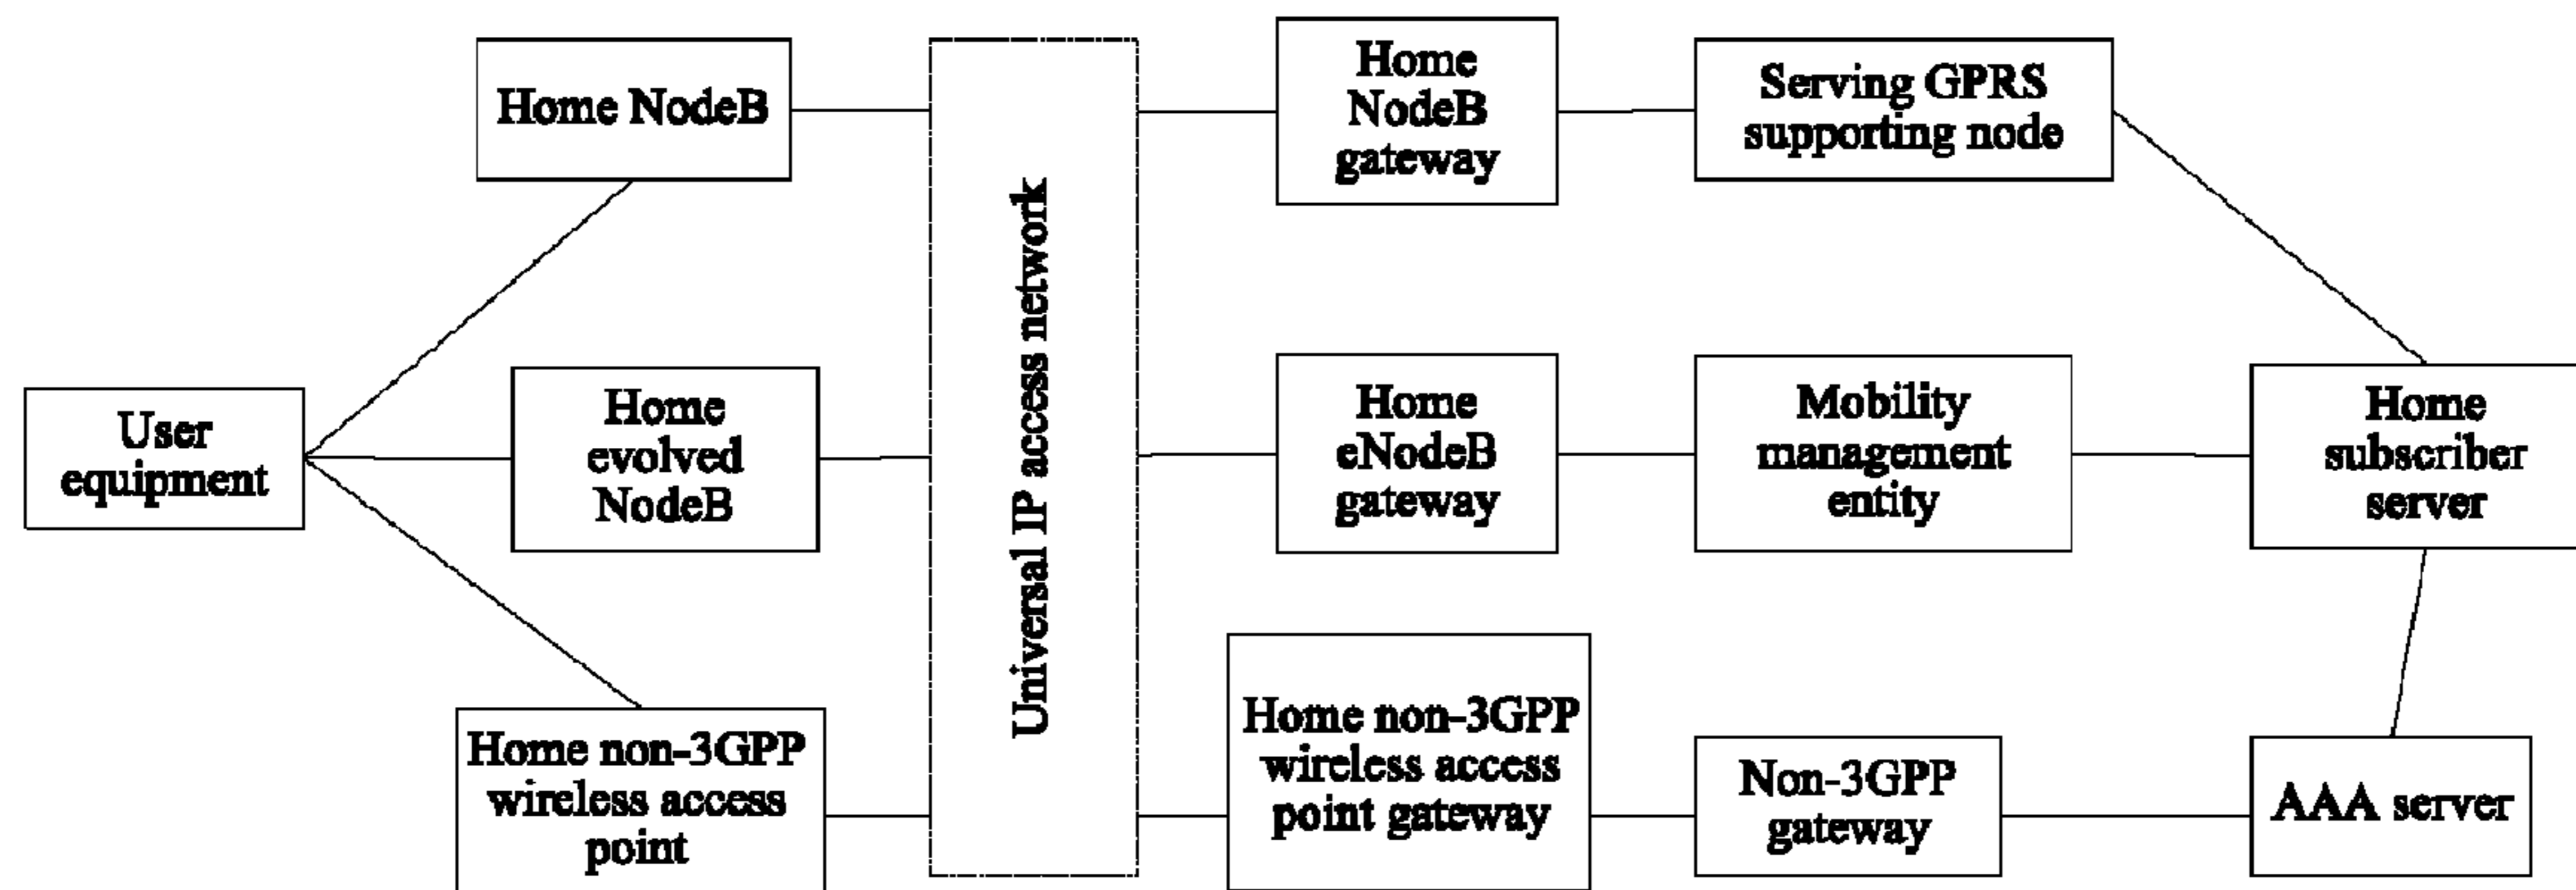 Home NodeB
Universal IP access network
Home
NodeB
gateway
Serving GPRS
supporting node
User
equipment
Home
evolved
NodeB
Home
eNodeB
gateway
Mobility
management
entity
Home
subscriber
server
Home non-3GPP
wireless access
point
Home non-3GPP
wireless access
point gateway
Non-3GPP
gateway
AAA server